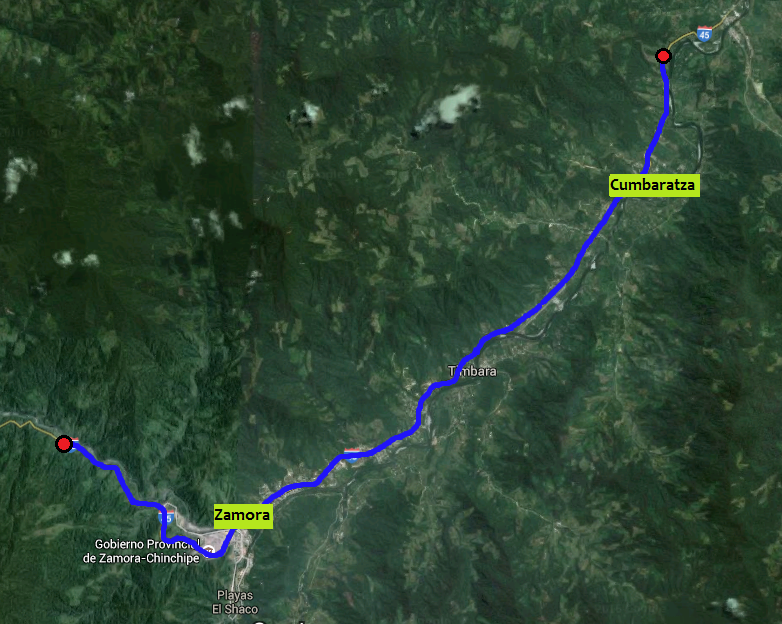 45
Cumbaratza
Timbara
Zamora
Gobierno Provincial
de Zamora-Chinchipe
Playas
El Shaco